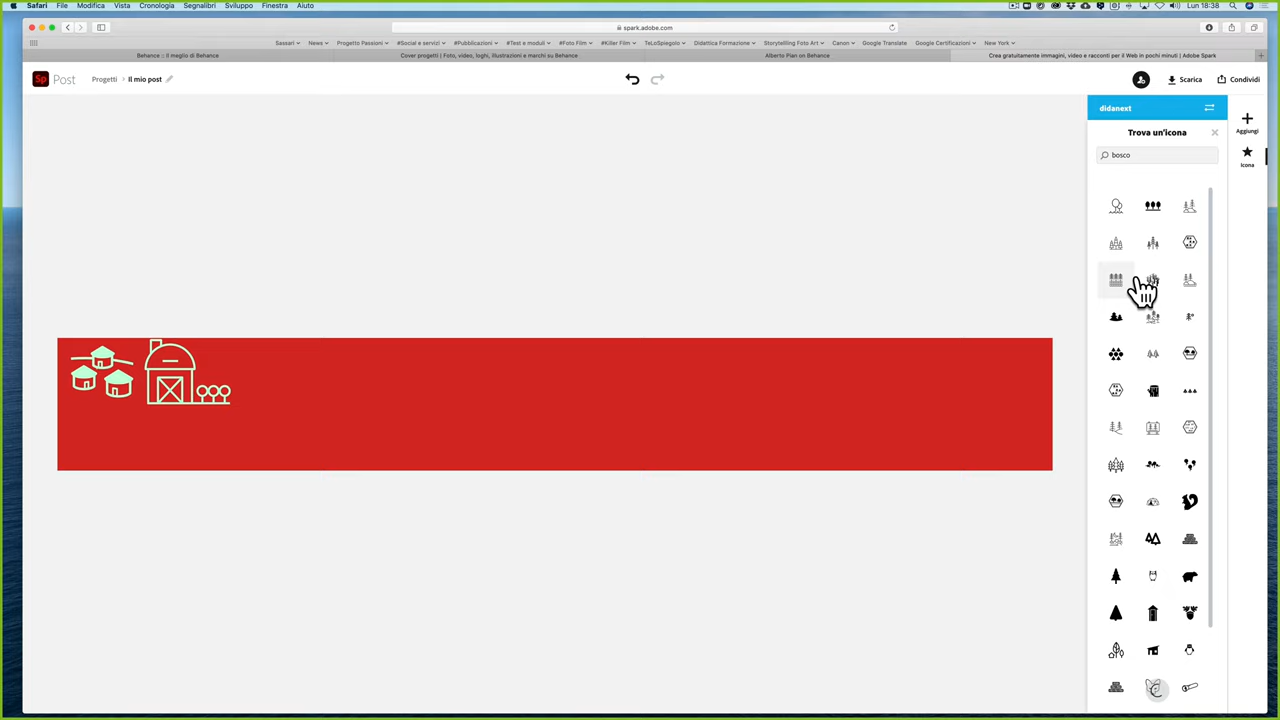 Safari File Modifica Vista Cronologia Segnalibri Sviluppo Finestra Aiuto Lun 18:38
spark.adobe.com
Sassari News Progetto Passioni #Social e servizi #Pubblicazioni #Test e moduli #Foto Film #Killer Film TeLoSpiegolo Didattica Formazione Storytelling Foto Art Canon Google Translate Google Certificazioni New York
Behance :: Il meglio di Behance Cover progetti | Foto, video, loghi, illustrazioni e marchi su Behance Alberto Pian on Behance Crea gratuitamente immagini, video e racconti per il Web in pochi minuti | Adobe Spark
Sp Post Progetti > Il mio post Scarica Condividi
didanext
Trova un'icona
bosco
Aggiungi
Icona